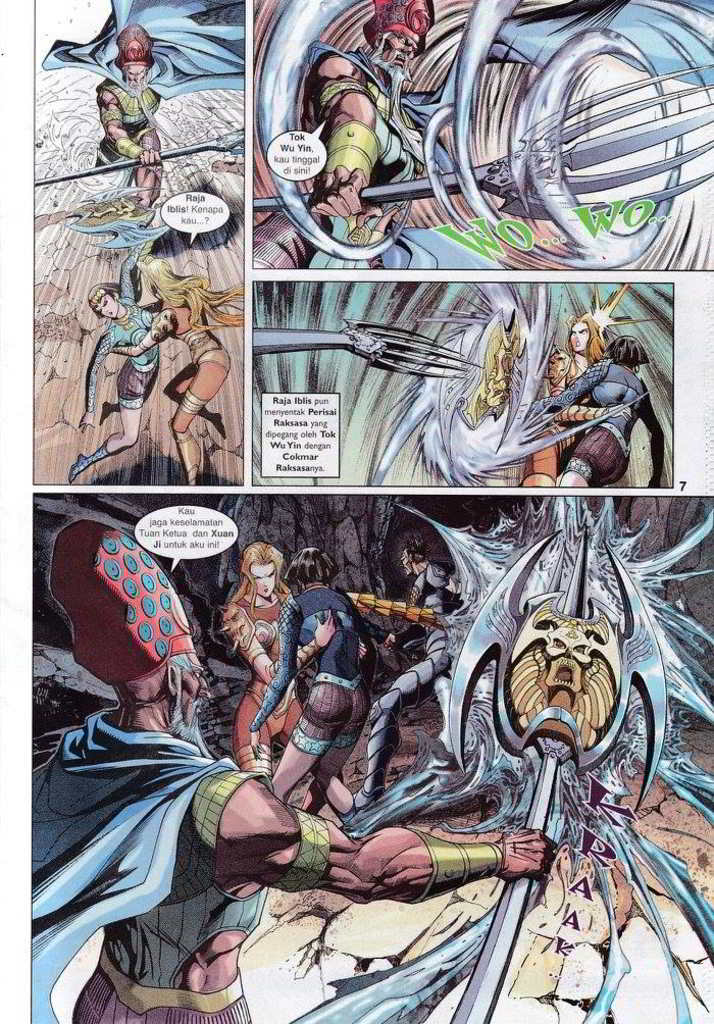 Raja
Iblis! Kenapa
kau...?
Tok
Wu Yin,
kau tinggal
di sini!
WO.... WO...
Raja Iblis pun
menyentak Perisai
Raksasa yang
dipegang oleh Tok
Wu Yin dengan
Cokmar
Raksasanya.
7
Kau
jaga keselamatan
Tuan Ketua dan Xuan
Ji untuk aku ini!
KRAAK..